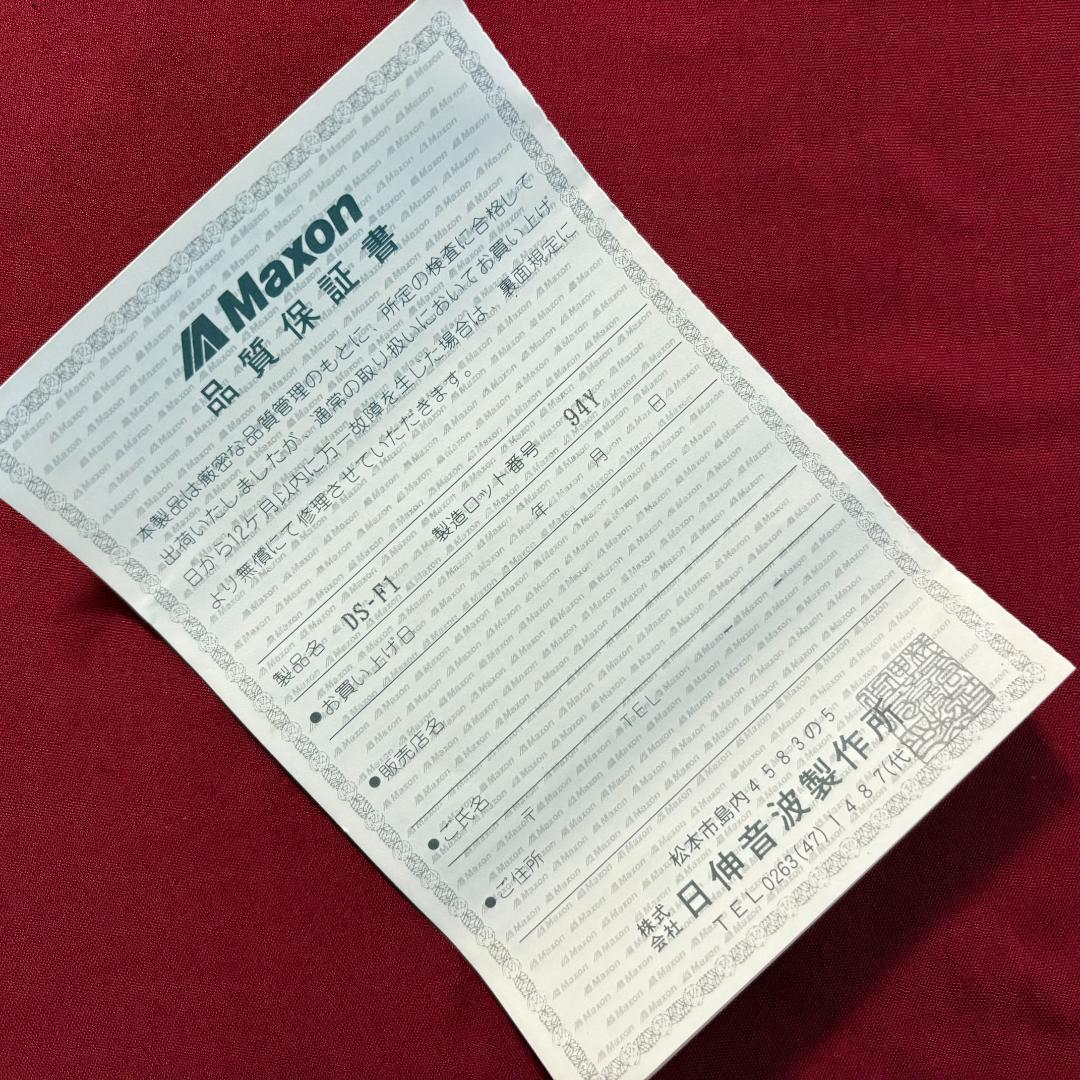 Maxon
品質保証書
本製品は厳密な品質管理のもとに、所定の検査に合格して
出荷いたしましたが、通常の取り扱いにおいてお買い上げ
日から12ケ月以内に万一故障を生じた場合は、裏面規定に
より無償にて修理させていただきます。
製品名 DS-F1 製造ロット番号 94Y
●お買い上げ日 年 月 日
●販売店名
TEL — —
●ご氏名
●ご住所 〒
松本市島内4583の5
株式会社 日伸音波製作所
TEL0263(47)1487(代